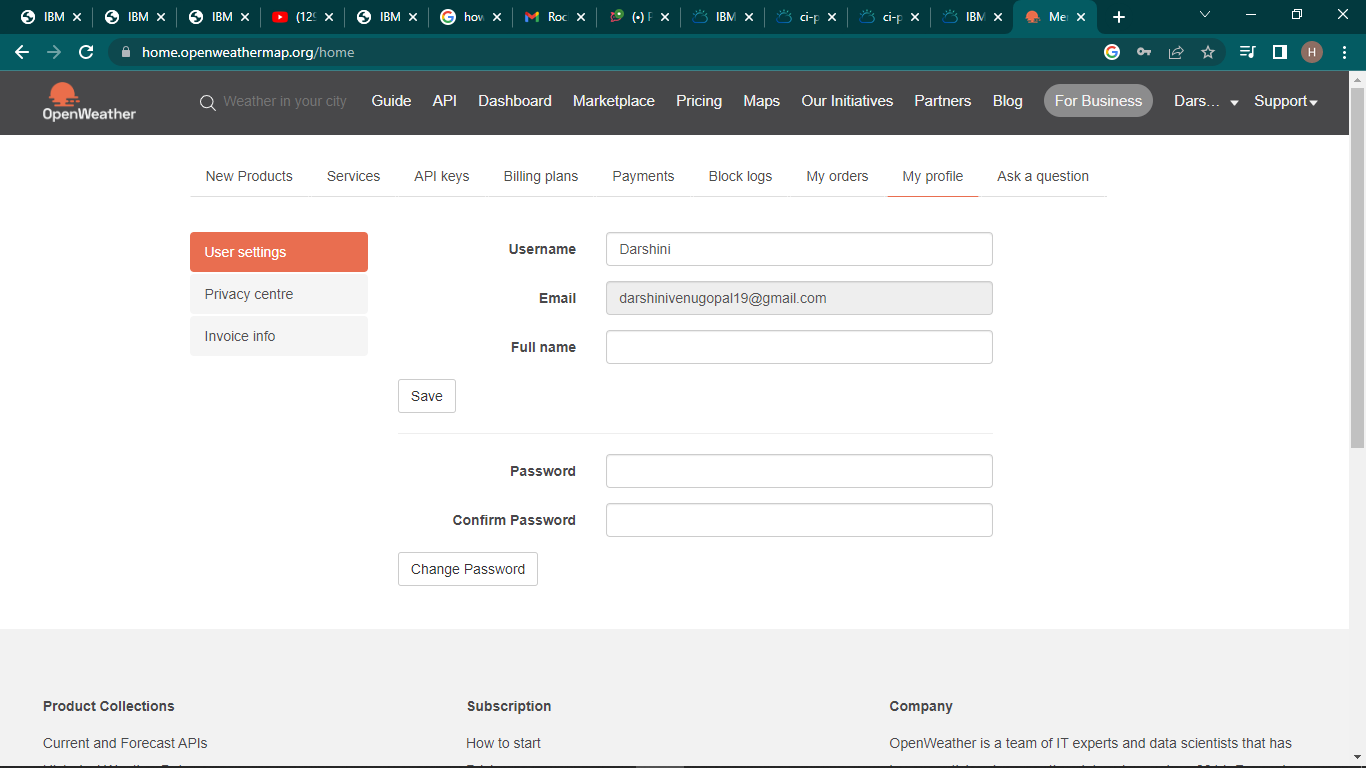 IBM IBM IBM (129 IBM how Roc (•) F IBM ci-p ci-p IBM Me
home.openweathermap.org/home H
OpenWeather Weather in your city Guide API Dashboard Marketplace Pricing Maps Our Initiatives Partners Blog For Business Dars... Support
New Products Services API keys Billing plans Payments Block logs My orders My profile Ask a question
User settings
Privacy centre
Invoice info
Username Darshini
Email darshinivenugopal19@gmail.com
Full name
Save
Password
Confirm Password
Change Password
Product Collections Subscription Company
Current and Forecast APIs How to start OpenWeather is a team of IT experts and data scientists that has